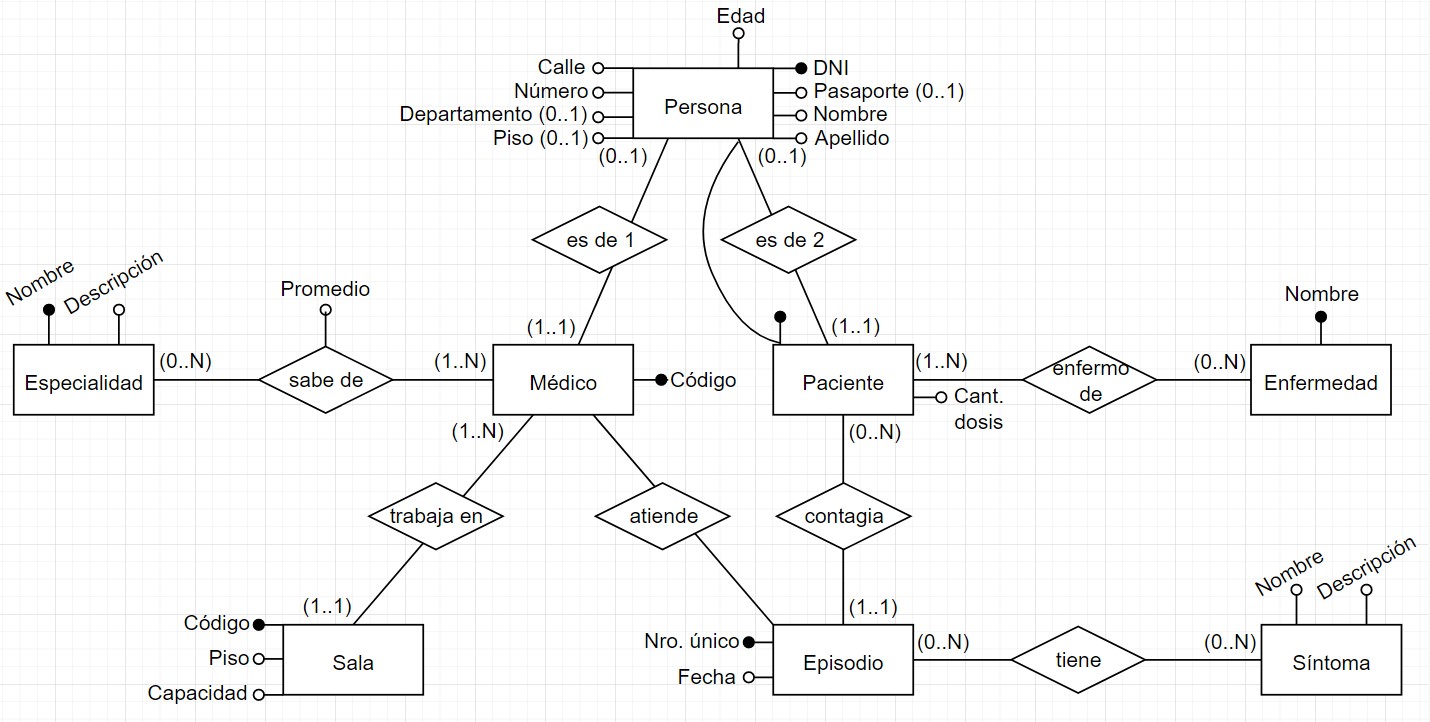 Edad
Calle
DNI
Número
Pasaporte (0..1)
Persona
Departamento (0..1)
Nombre
Piso (0..1)
Apellido
(0..1)
(0..1)
es de 1
es de 2
Nombre
Descripción
Promedio
Nombre
(1..1)
(1..1)
(0..N)
(1..N)
(1..N)
(0..N)
Especialidad
sabe de
Médico
Código
Paciente
enfermo
de
Enfermedad
Cant.
dosis
(1..N)
(0..N)
trabaja en
atiende
contagia
Nombre
Descripción
(1..1)
(1..1)
Código
Nro. único
(0..N)
(0..N)
Piso
Sala
Episodio
tiene
Síntoma
Fecha
Capacidad